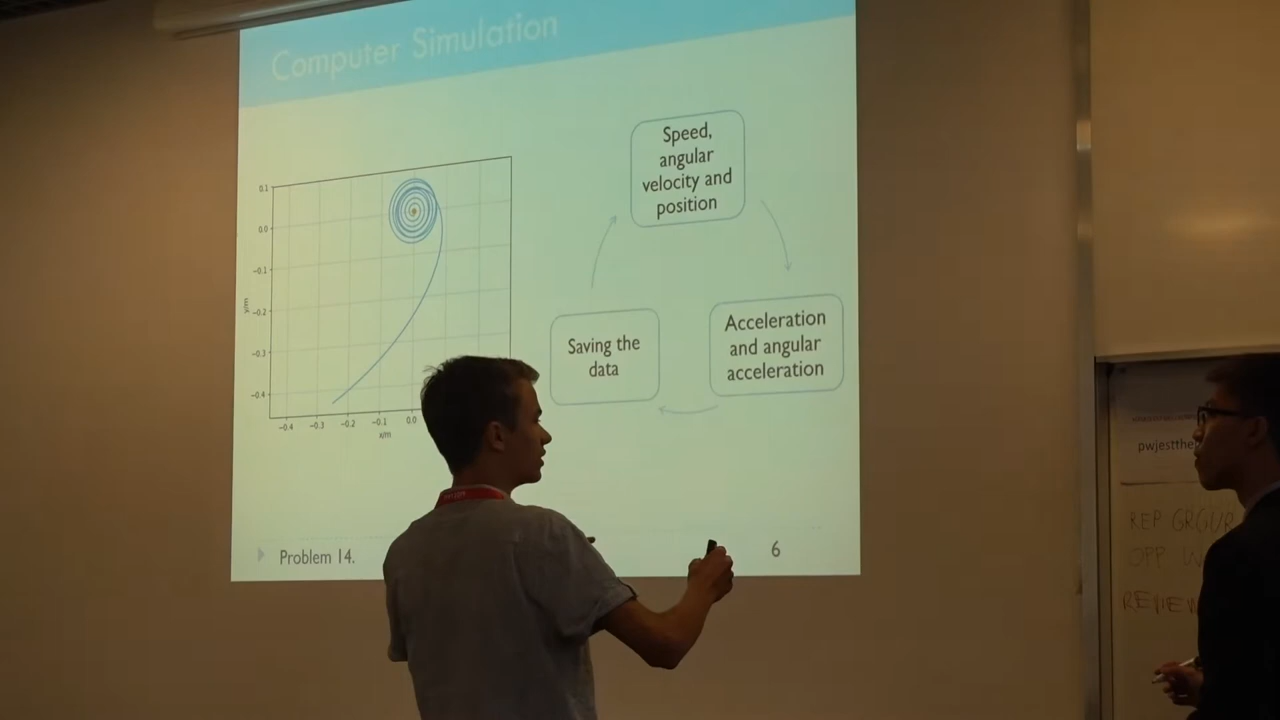 Computer Simulation
Speed,
angular
velocity and
position
Acceleration
and angular
acceleration
Saving the
data
0.1
0.0
−0.1
−0.2
−0.3
−0.4
y/m
−0.4 −0.3 −0.2 −0.1 0.0
x/m
Problem 14.
6
REP GROUP
OPP
REVIEW